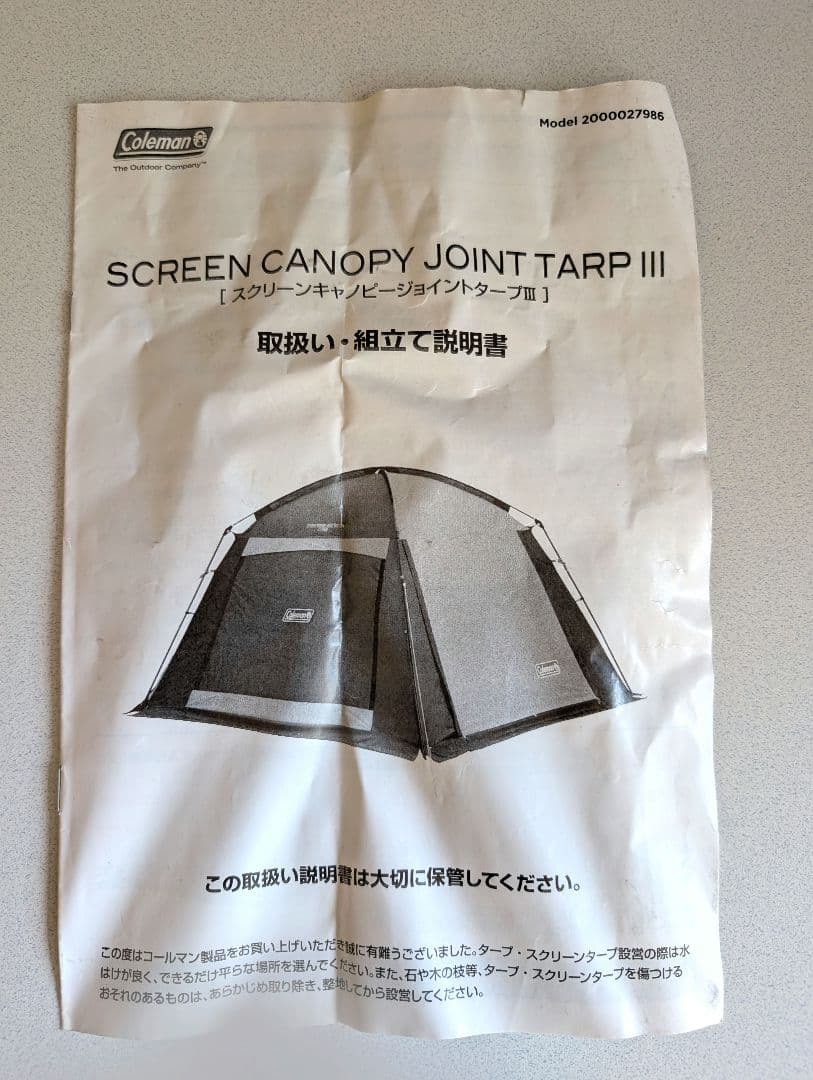 Coleman
The Outdoor Company™
Model 2000027986
SCREEN CANOPY JOINT TARP III
[ スクリーンキャノピージョイントタープⅢ ]
取扱い・組立て説明書
Coleman
Coleman
この取扱い説明書は大切に保管してください。
この度はコールマン製品をお買い上げいただき誠に有難うございました。タープ・スクリーンタープ設営の際は水
はけが良く、できるだけ平らな場所を選んでください。また、石や木の枝等、タープ・スクリーンタープを傷つける
おそれのあるものは、あらかじめ取り除き、整地してから設営してください。